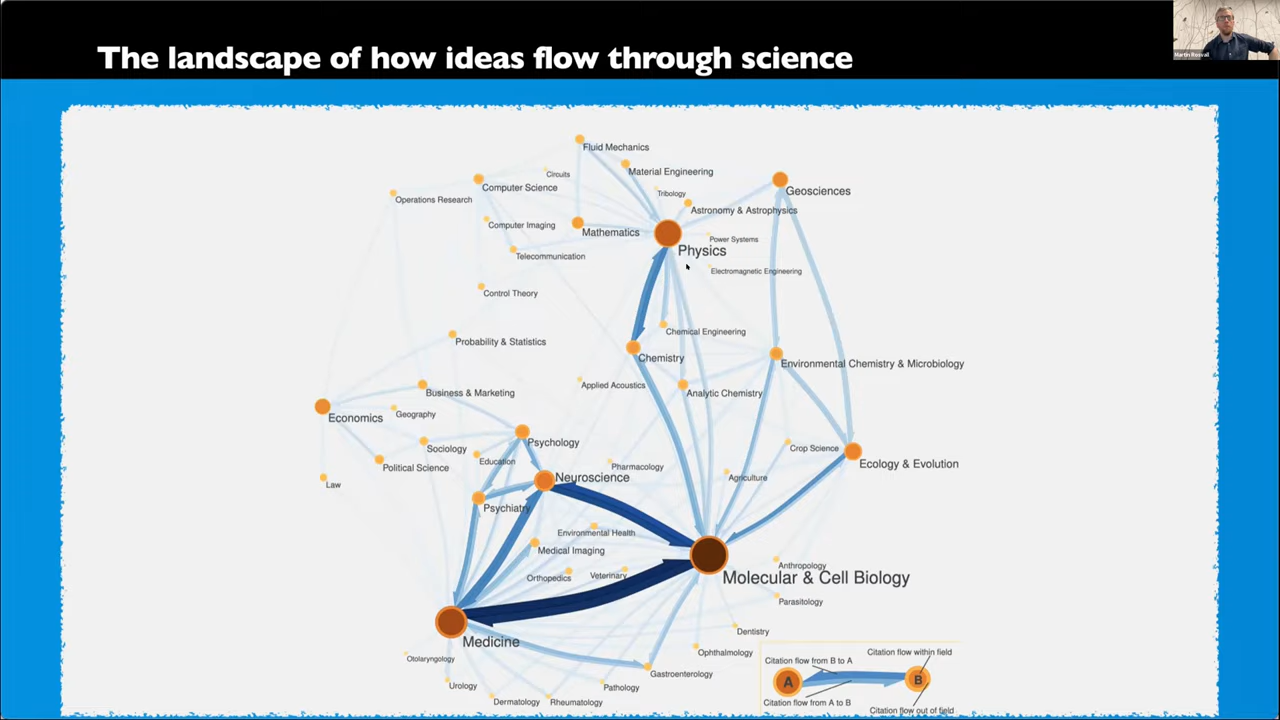 The landscape of how ideas flow through science
Martin Rosvall
Fluid Mechanics
Material Engineering
Circuits
Computer Science
Tribology
Geosciences
Operations Research
Astronomy & Astrophysics
Computer Imaging
Mathematics
Power Systems
Physics
Telecommunication
Electromagnetic Engineering
Control Theory
Chemical Engineering
Probability & Statistics
Chemistry
Environmental Chemistry & Microbiology
Applied Acoustics
Business & Marketing
Analytic Chemistry
Economics
Geography
Psychology
Sociology
Crop Science
Education
Political Science
Pharmacology
Ecology & Evolution
Neuroscience
Agriculture
Law
Psychiatry
Environmental Health
Medical Imaging
Anthropology
Orthopedics
Veterinary
Molecular & Cell Biology
Parasitology
Dentistry
Medicine
Ophthalmology
Otolaryngology
Gastroenterology
Urology
Pathology
Dermatology
Rheumatology
Citation flow from B to A
Citation flow within field
A
B
Citation flow from A to B
Citation flow out of field